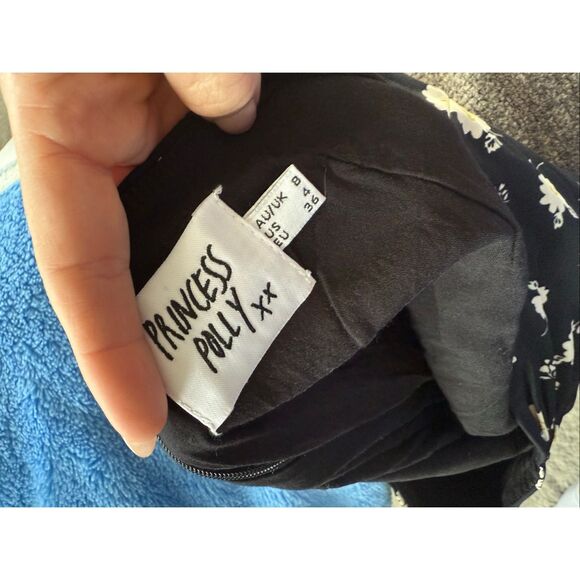 PRINCESS
POLLY xx
AU/UK 8
US 4
EU 36